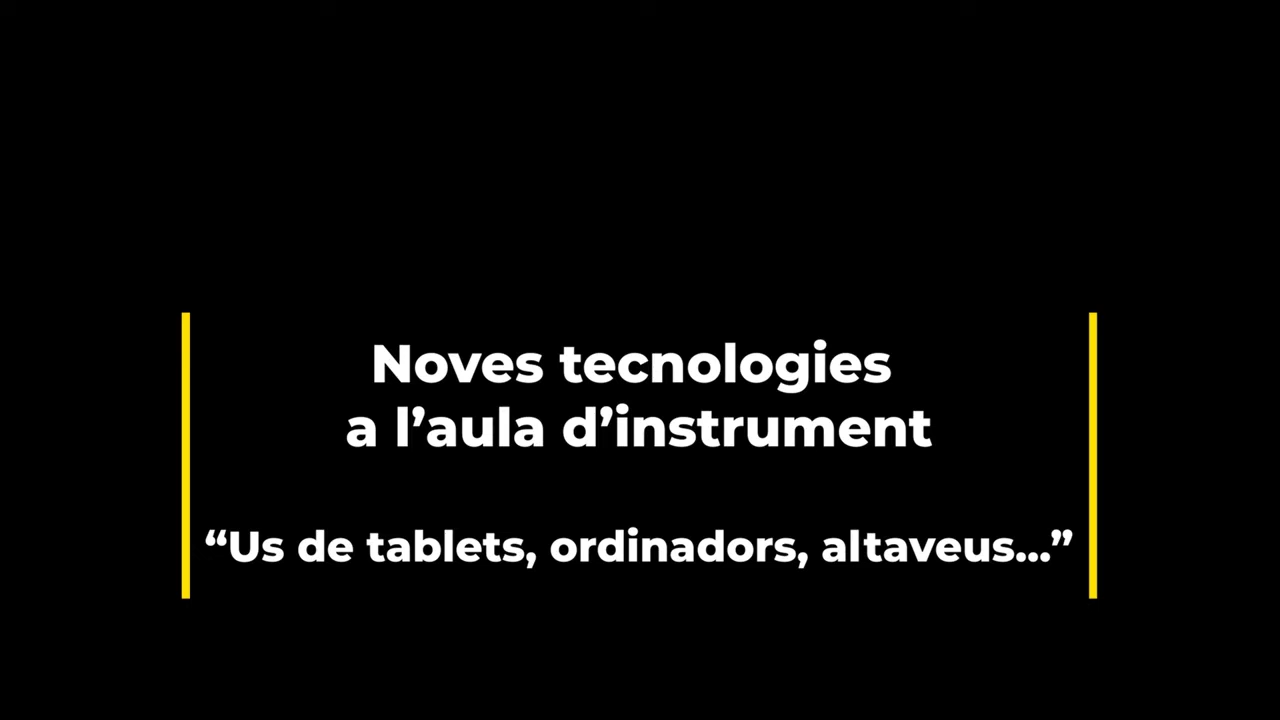 Noves tecnologies
a l’aula d’instrument
“Us de tablets, ordinadors, altaveus...”